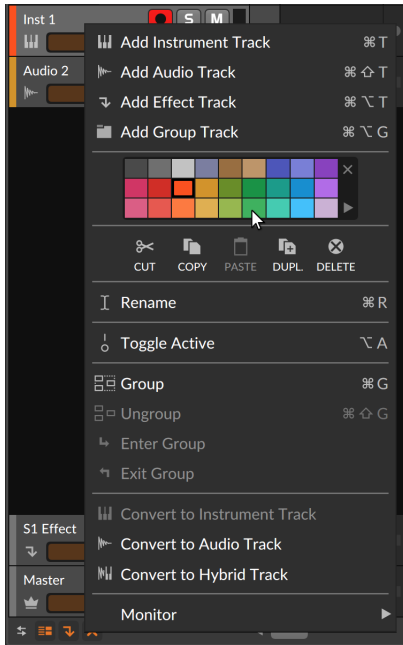 Inst 1
S M
Add Instrument Track ⌘ T
Audio 2
Add Audio Track ⌘ ⇧ T
Add Effect Track ⌘ ⌥ T
Add Group Track ⌘ ⌥ G
CUT COPY PASTE DUPL. DELETE
Rename ⌘ R
Toggle Active ⌥ A
Group ⌘ G
Ungroup ⌘ ⇧ G
Enter Group
Exit Group
Convert to Instrument Track
S1 Effect
Convert to Audio Track
Master
Convert to Hybrid Track
Monitor